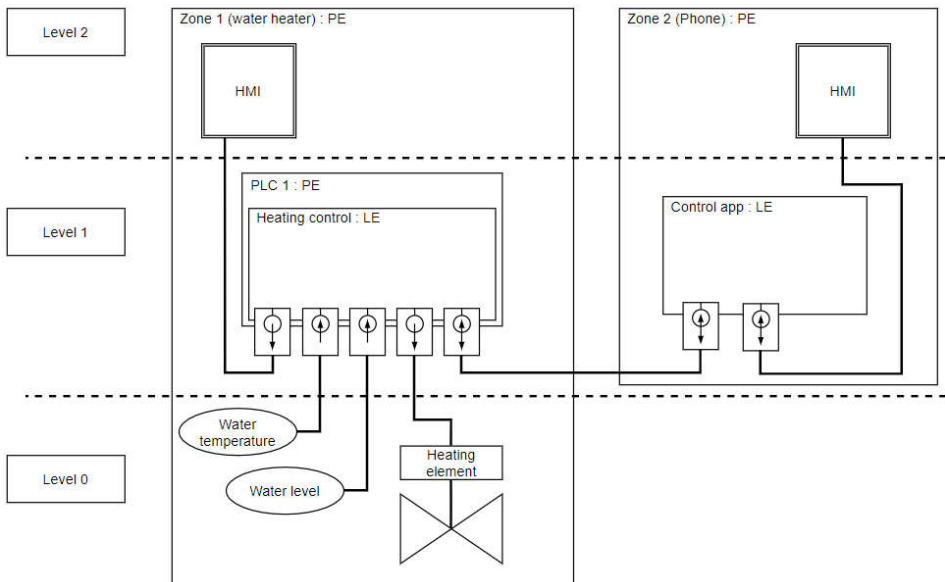 Level 2
Zone 1 (water heater) : PE
Zone 2 (Phone) : PE
HMI
HMI
PLC 1 : PE
Heating control : LE
Control app : LE
Level 1
Water
temperature
Heating
element
Level 0
Water level